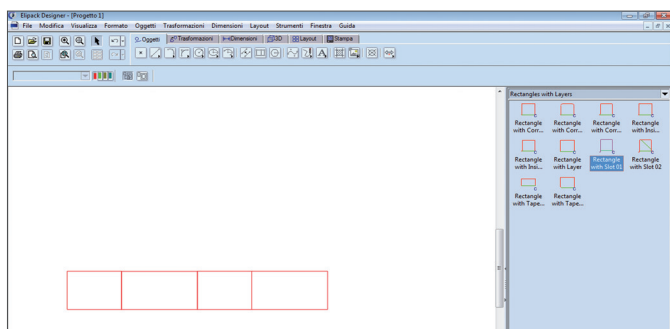 Elipack Designer - [Progetto 1]
File Modifica Visualizza Formato Oggetti Trasformazioni Dimensioni Layout Strumenti Finestra Guida
Oggetti Trasformazioni Dimensioni 3D Layout Stampa
Rectangles with Layers
Rectangle with Corr... Rectangle with Corr... Rectangle with Corr... Rectangle with Insi...
Rectangle with Insi... Rectangle with Layer Rectangle with Slot 01 Rectangle with Slot 02
Rectangle with Tape... Rectangle with Tape...